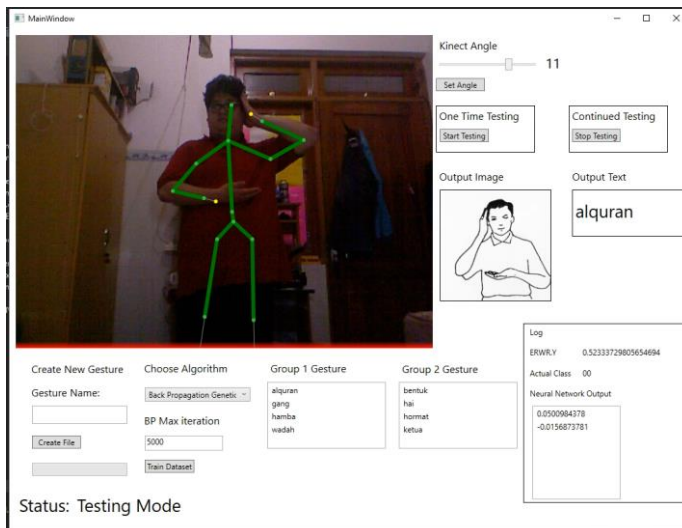 MainWindow
Kinect Angle
11
Set Angle
One Time Testing
Start Testing
Continued Testing
Stop Testing
Output Image
Output Text
alquran
Log
ERWR.Y 0.52333729805654694
Actual Class 00
Neural Network Output
0.0500984378
-0.0156873781
Create New Gesture
Gesture Name:
Create File
Choose Algorithm
Back Propagation Genetic
BP Max iteration
5000
Train Dataset
Group 1 Gesture
alquran
gang
hamba
wadah
Group 2 Gesture
bentuk
hai
hormat
ketua
Status: Testing Mode